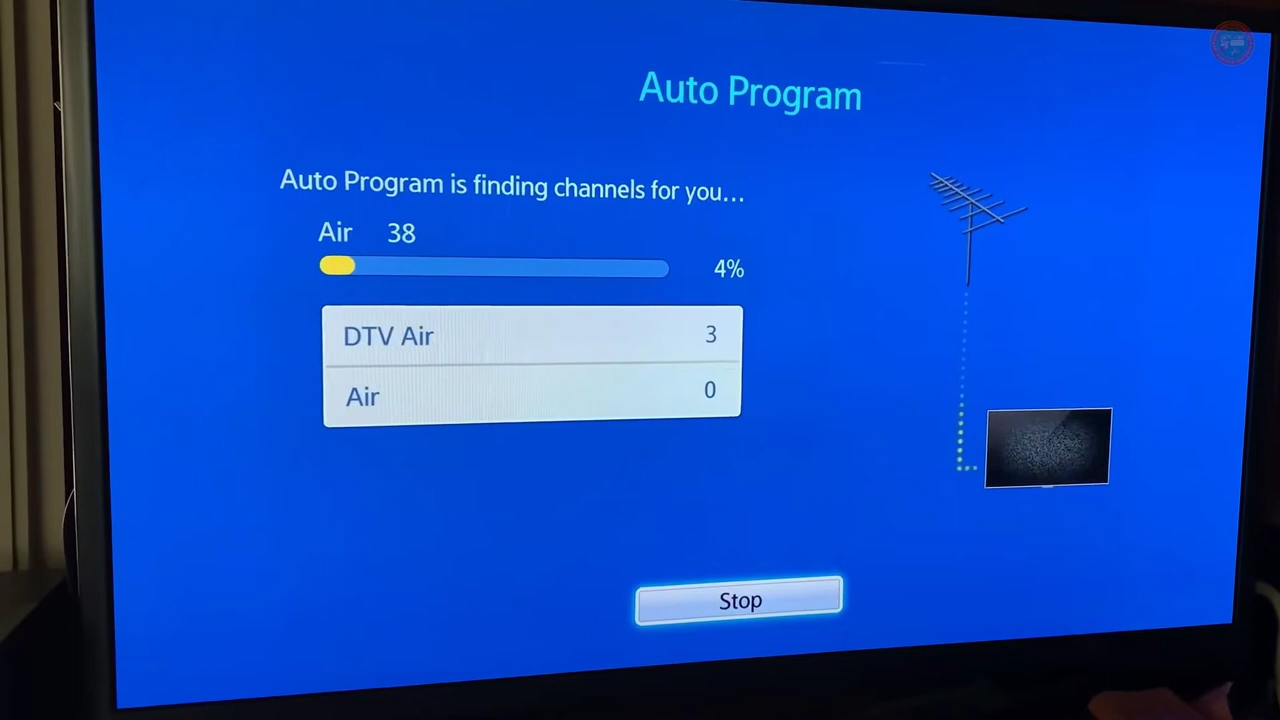 Auto Program
Auto Program is finding channels for you...
Air 38
4%
DTV Air 3
Air 0
Stop